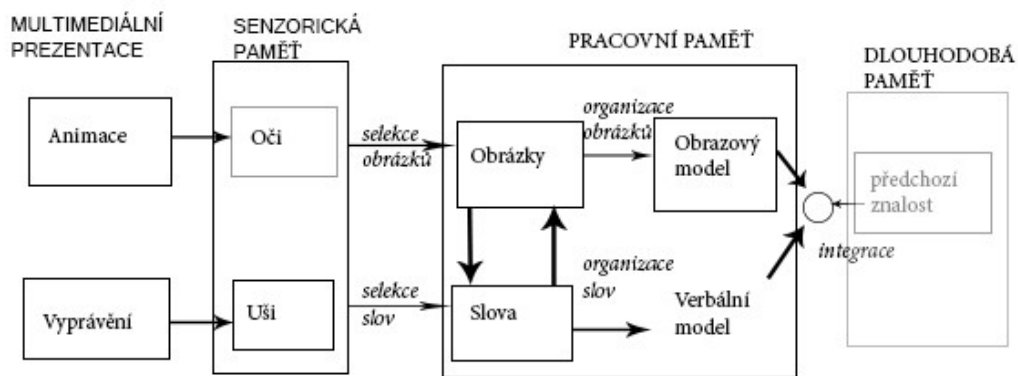 MULTIMEDIÁLNÍ
PREZENTACE
SENZORICKÁ
PAMĚŤ
PRACOVNÍ PAMĚŤ
DLOUHODOBÁ
PAMĚŤ
Animace
Oči
selekce
obrázků
Obrázky
organizace
obrázků
Obrazový
model
předchozí
znalost
integrace
Vyprávění
Uši
selekce
slov
Slova
organizace
slov
Verbální
model